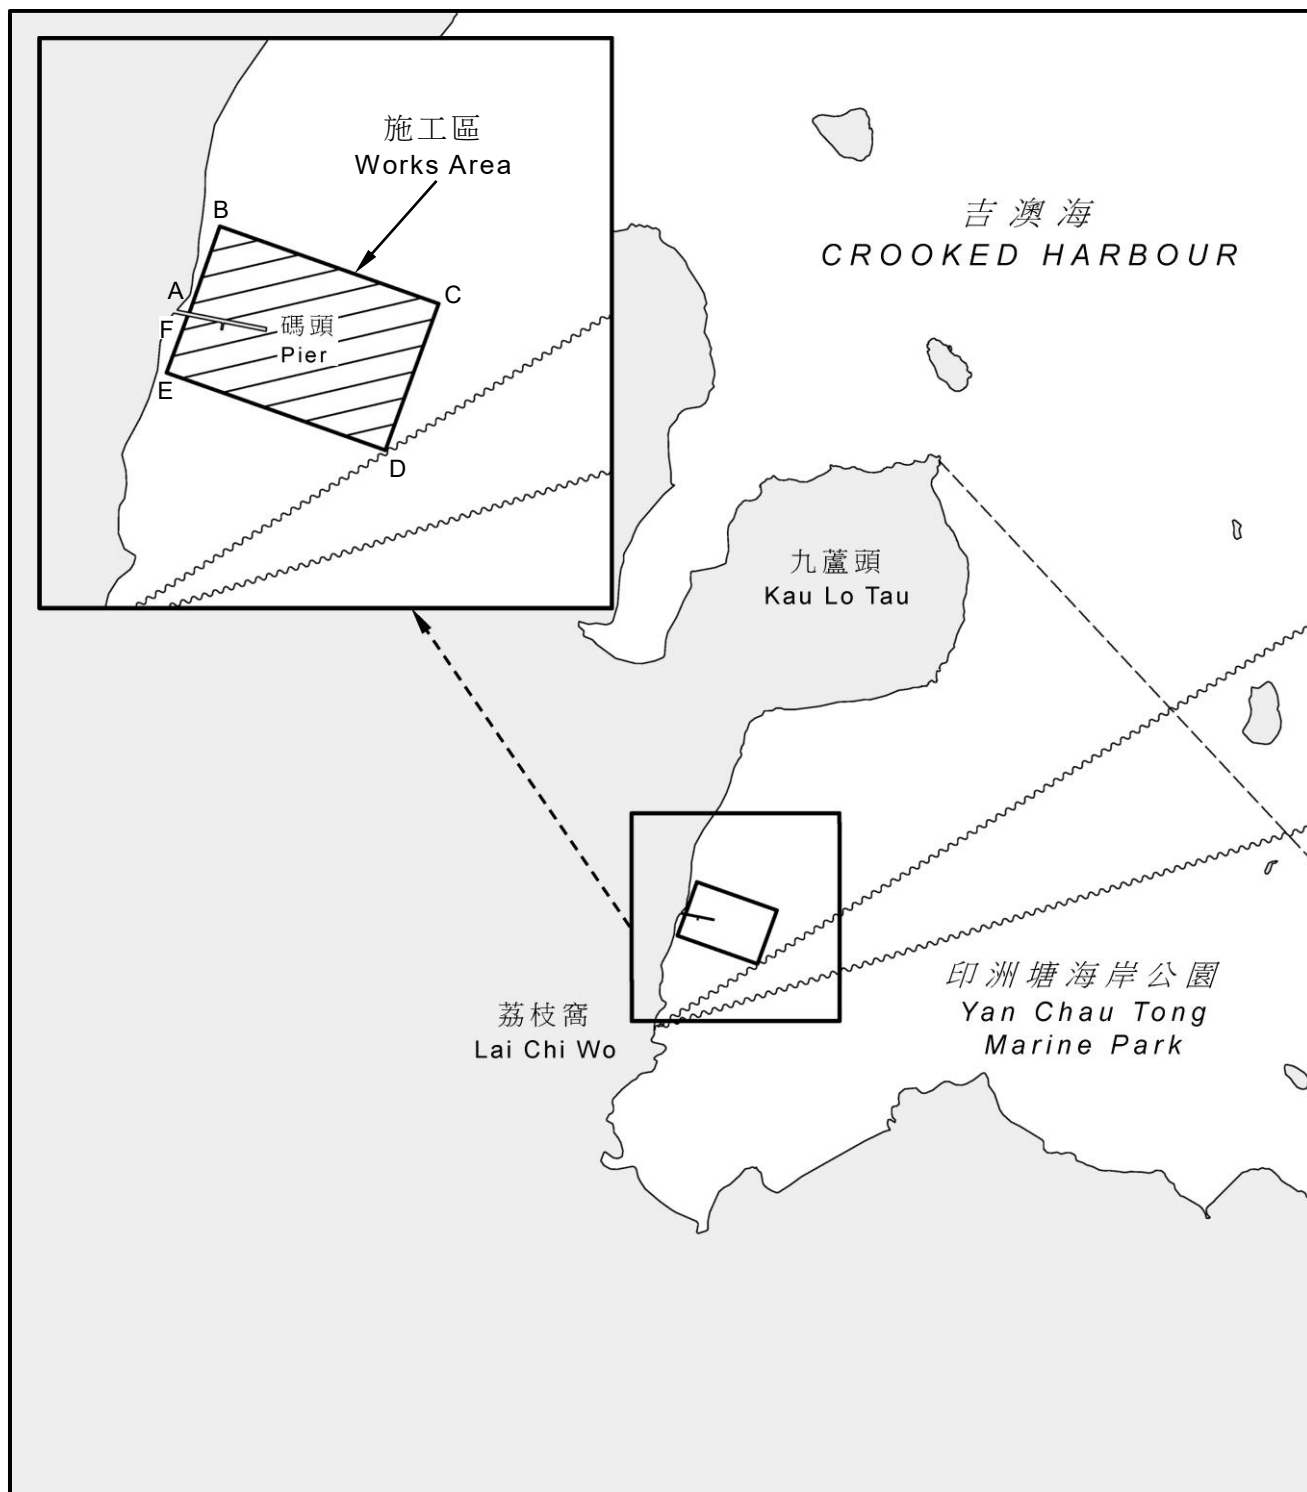 施工區
Works Area
B
C
A
F
碼頭
Pier
E
D
吉澳海
CROOKED HARBOUR
九蘆頭
Kau Lo Tau
荔枝窩
Lai Chi Wo
印洲塘海岸公園
Yan Chau Tong
Marine Park